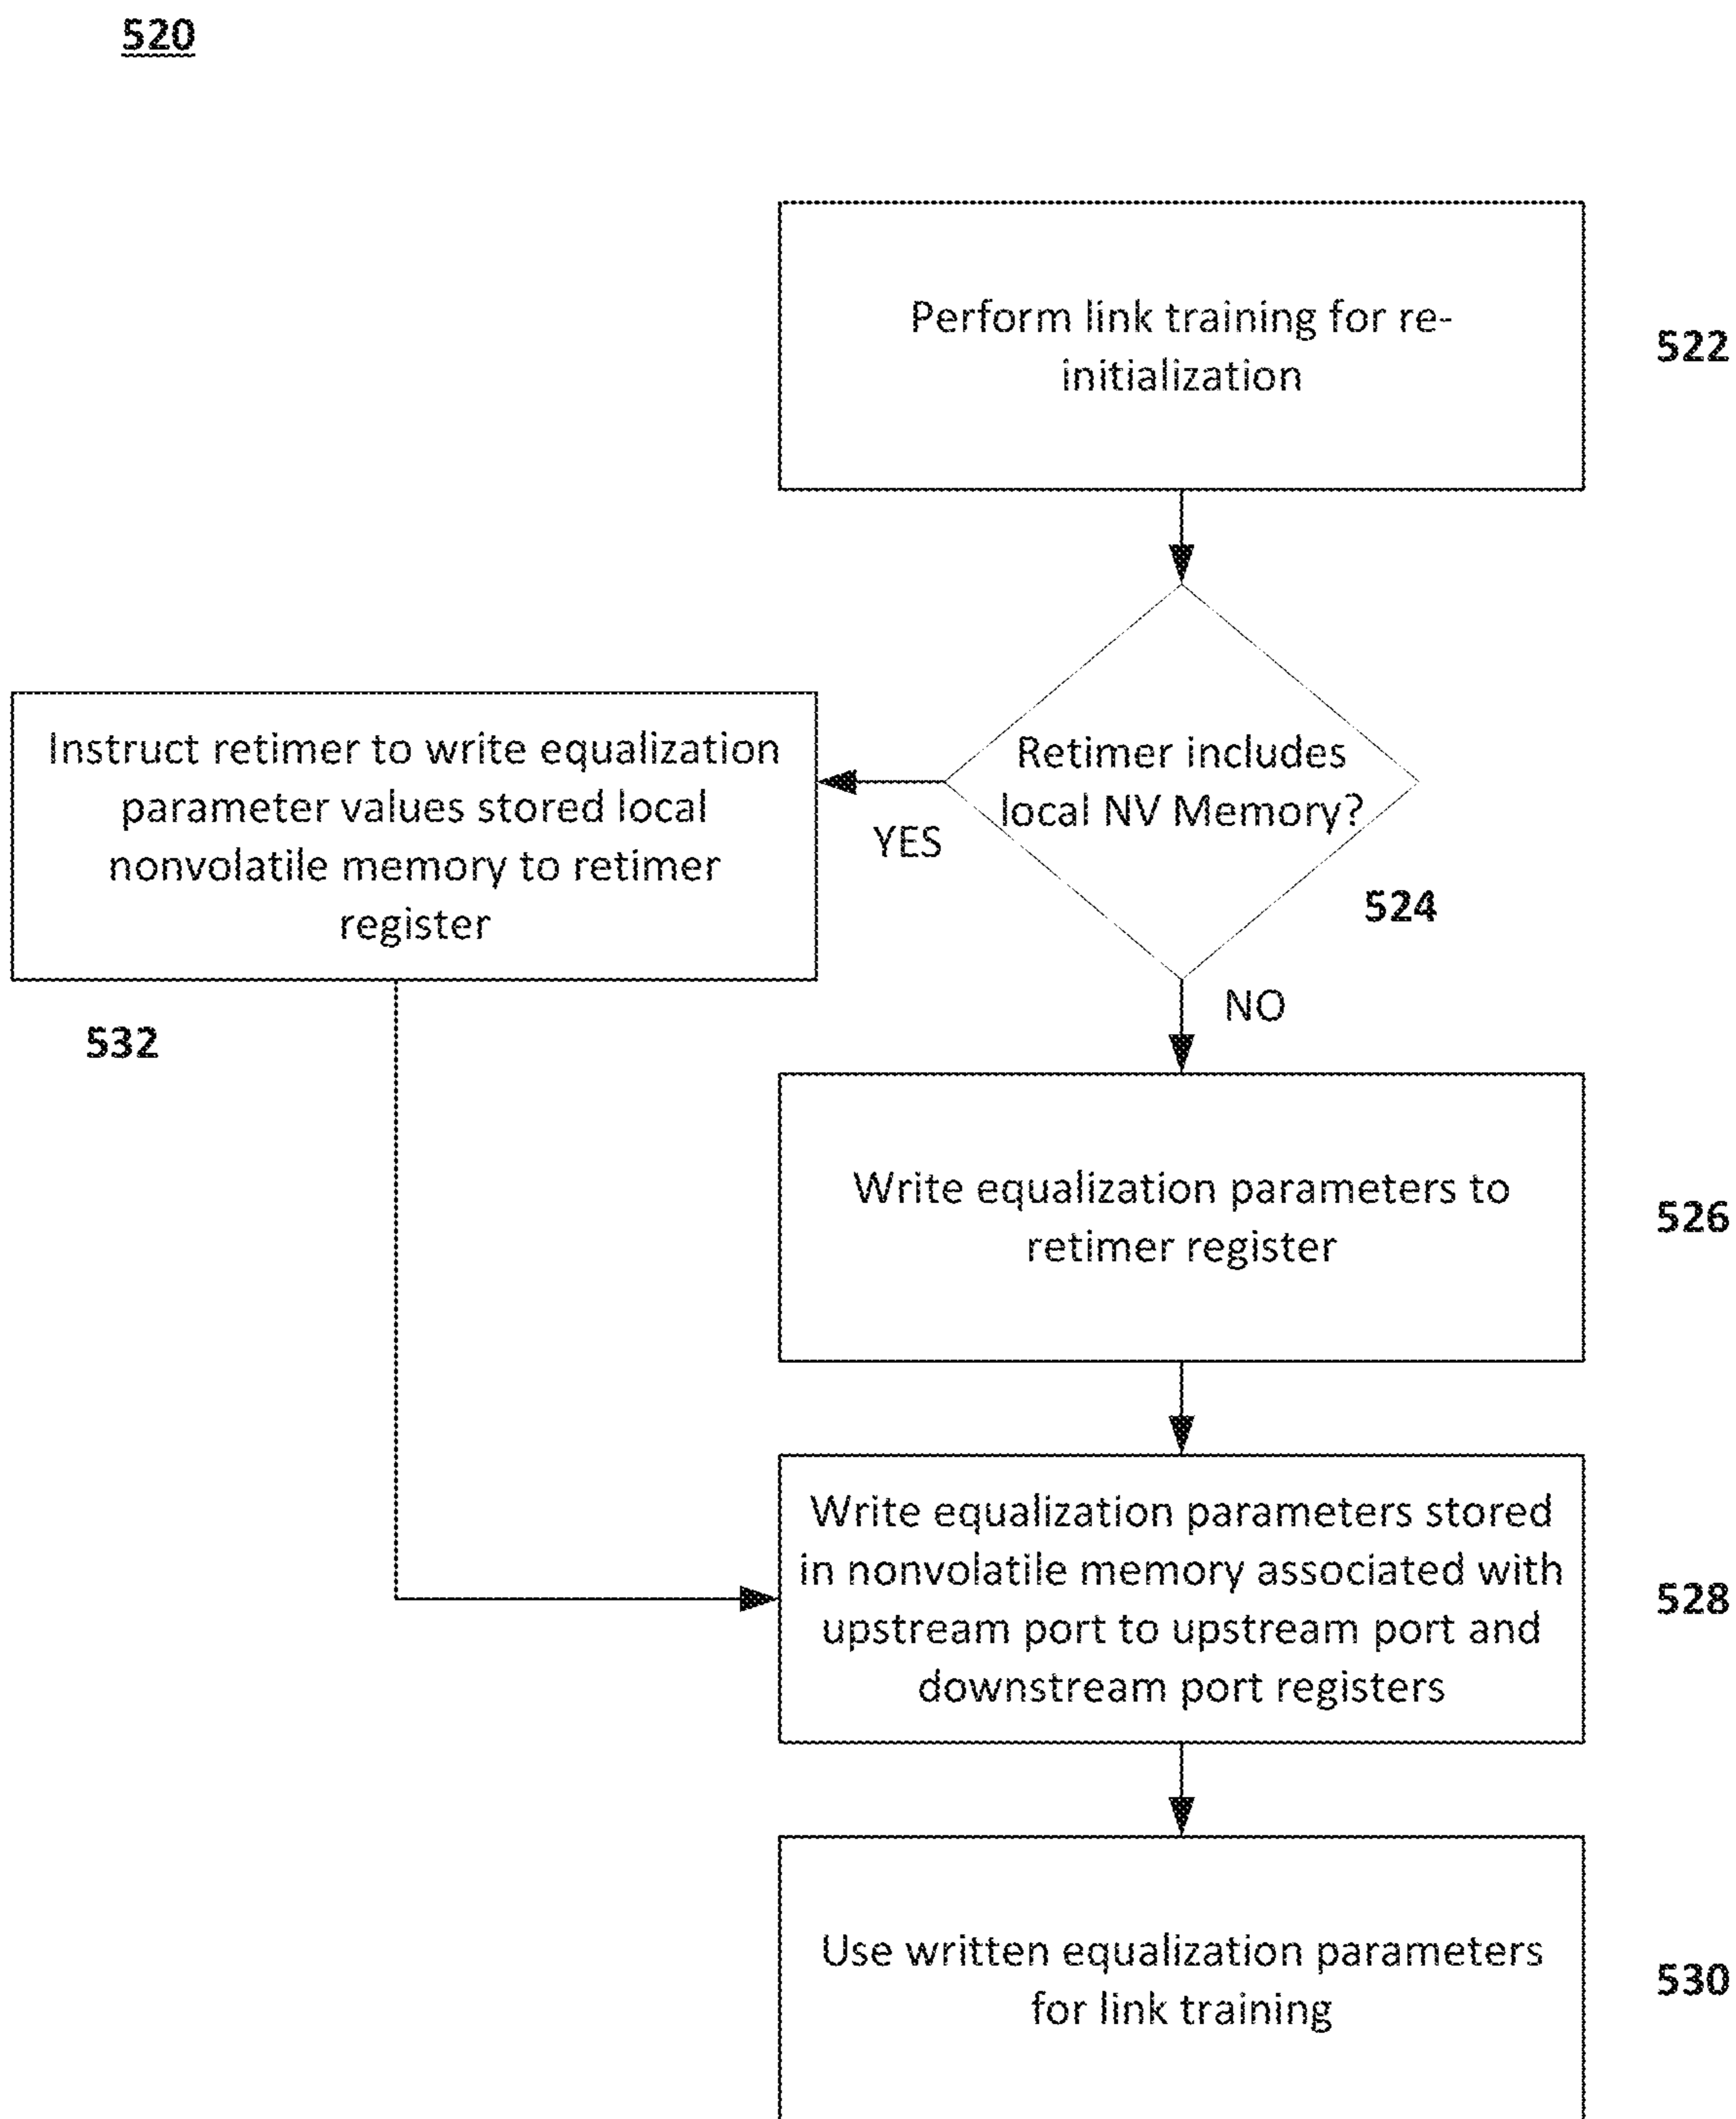 520
Perform link training for re-
initialization
522
Retimer includes
local NV Memory?
524
YES
NO
Instruct retimer to write equalization
parameter values stored local
nonvolatile memory to retimer
register
532
Write equalization parameters to
retimer register
526
Write equalization parameters stored
in nonvolatile memory associated with
upstream port to upstream port and
downstream port registers
528
Use written equalization parameters
for link training
530